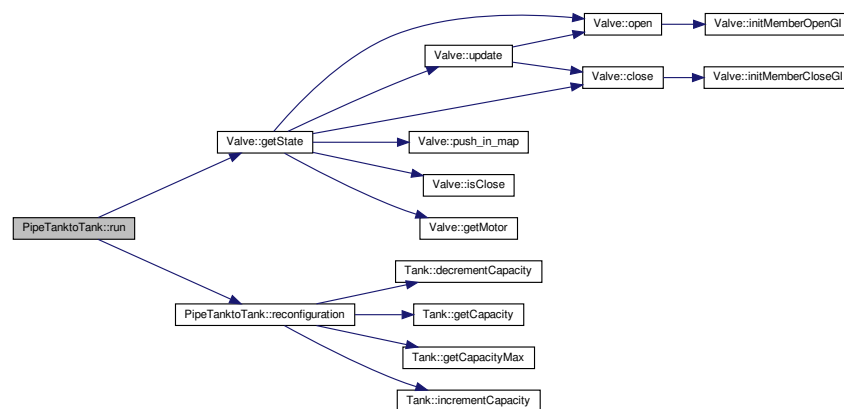 Valve::open
Valve::initMemberOpenGl
Valve::update
Valve::close
Valve::initMemberCloseGl
Valve::getState
Valve::push_in_map
Valve::isClose
Valve::getMotor
PipeTanktoTank::run
Tank::decrementCapacity
PipeTanktoTank::reconfiguration
Tank::getCapacity
Tank::getCapacityMax
Tank::incrementCapacity